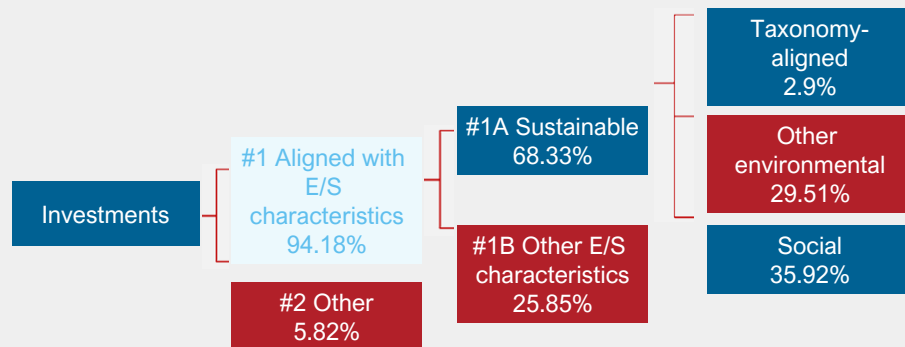 Investments
#1 Aligned with
E/S
characteristics
94.18%
#2 Other
5.82%
#1A Sustainable
68.33%
#1B Other E/S
characteristics
25.85%
Taxonomy-
aligned
2.9%
Other
environmental
29.51%
Social
35.92%